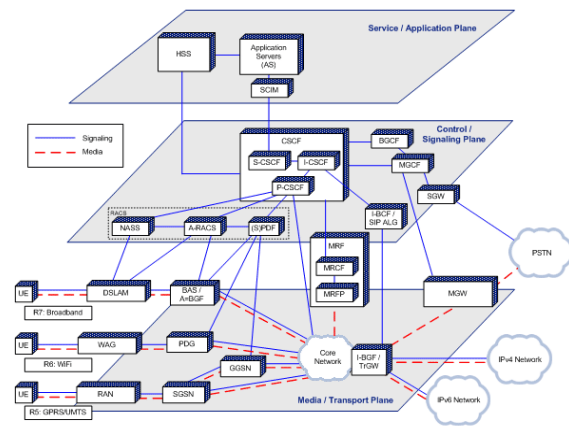 Service / Application Plane
HSS
Application
Servers
(AS)
SCIM
Signaling
Media
Control /
Signaling Plane
CSCF
S-CSCF
I-CSCF
P-CSCF
BGCF
MGCF
SGW
I-BCF /
SIP ALG
RACS
NASS
A-RACS
(S)PDF
MRF
MRCF
MRFP
PSTN
MGW
UE
DSLAM
BAS /
A=BGF
R7: Broadband
UE
WAG
PDG
R6: WiFi
Core
Network
GGSN
I-BGF /
TrGW
IPv4 Network
UE
RAN
SGSN
R5: GPRS/UMTS
Media / Transport Plane
IPv6 Network